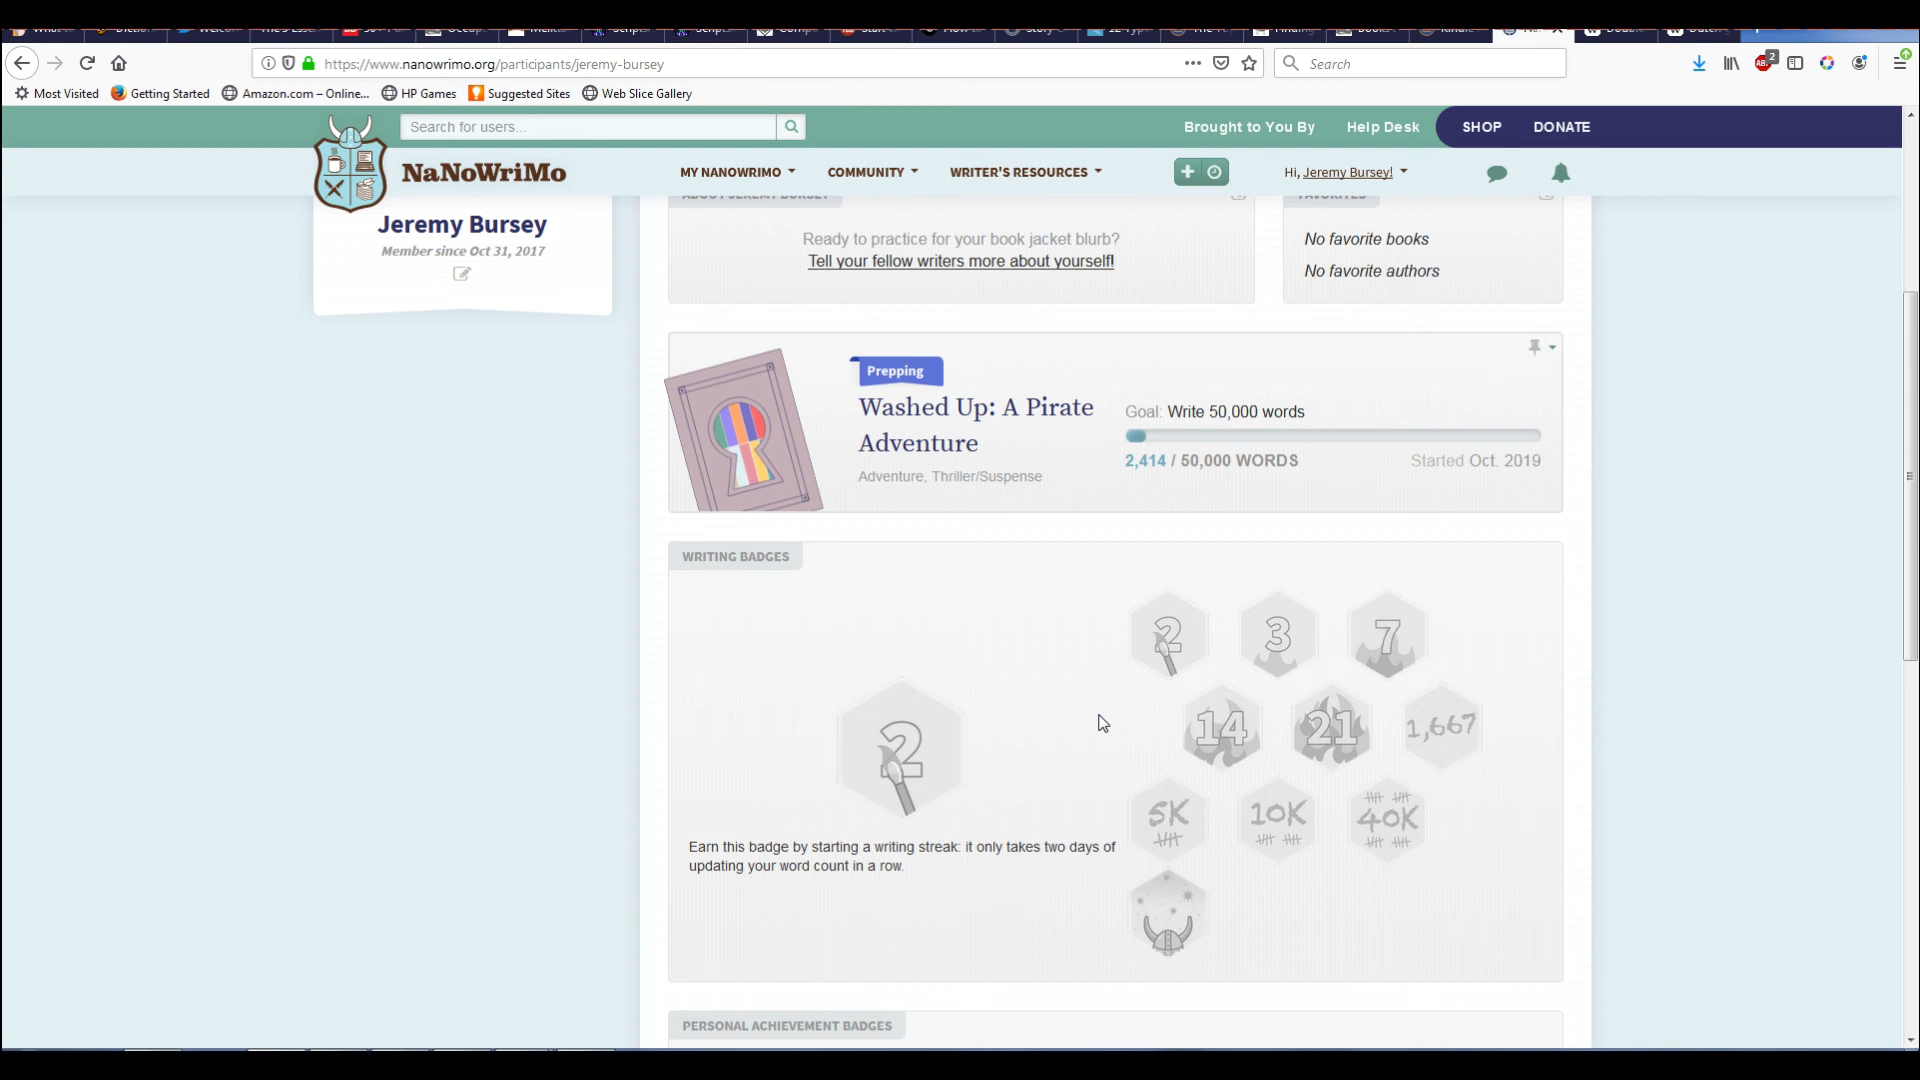 https://www.nanowrimo.org/participants/jeremy-bursey
Search
2
Most Visited
Getting Started
Amazon.com – Online...
HP Games
Suggested Sites
Web Slice Gallery
Search for users...
Brought to You By
Help Desk
SHOP
DONATE
NaNoWriMo
MY NANOWRIMO
COMMUNITY
WRITER'S RESOURCES
Hi, Jeremy Bursey!
Jeremy Bursey
Member since Oct 31, 2017
ABOUT JEREMY BURSEY
FAVORITES
Ready to practice for your book jacket blurb?
Tell your fellow writers more about yourself!
No favorite books
No favorite authors
Prepping
Washed Up: A Pirate
Adventure
Adventure, Thriller/Suspense
Goal: Write 50,000 words
2,414 / 50,000 WORDS
Started Oct. 2019
WRITING BADGES
2
Earn this badge by starting a writing streak: it only takes two days of
updating your word count in a row.
2 3 7
14 21 1,667
5K 10K 40K
PERSONAL ACHIEVEMENT BADGES